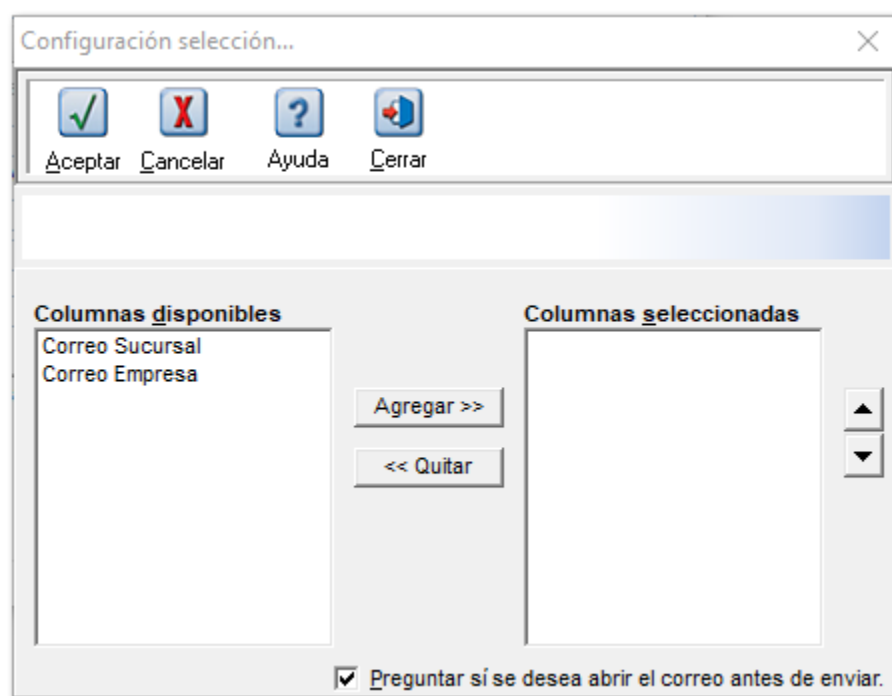 Configuración selección...
Aceptar Cancelar Ayuda Cerrar
Columnas disponibles
Columnas seleccionadas
Correo Sucursal
Correo Empresa
Agregar >>
<< Quitar
Preguntar sí se desea abrir el correo antes de enviar.